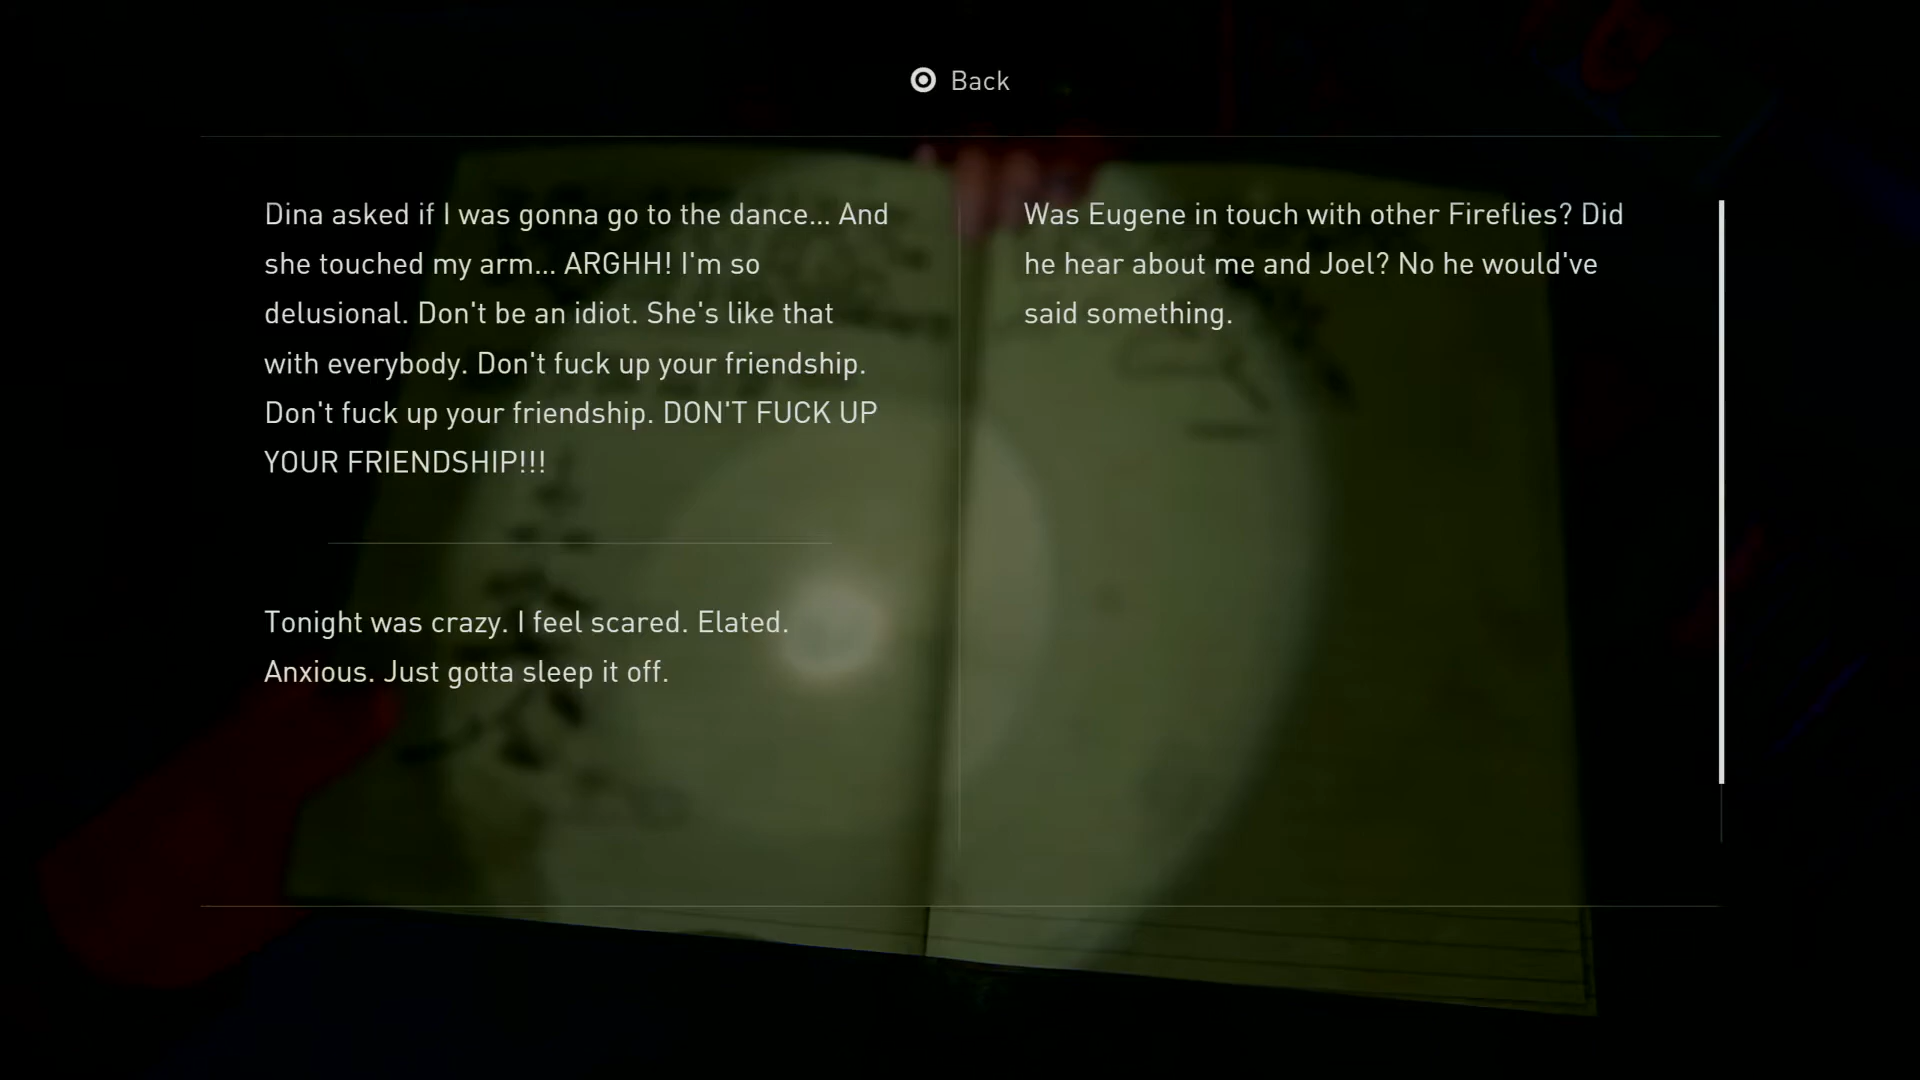 Back
Dina asked if I was gonna go to the dance... And
she touched my arm... ARGHH! I'm so
delusional. Don't be an idiot. She's like that
with everybody. Don't fuck up your friendship.
Don't fuck up your friendship. DON'T FUCK UP
YOUR FRIENDSHIP!!!
Tonight was crazy. I feel scared. Elated.
Anxious. Just gotta sleep it off.
Was Eugene in touch with other Fireflies? Did
he hear about me and Joel? No he would've
said something.